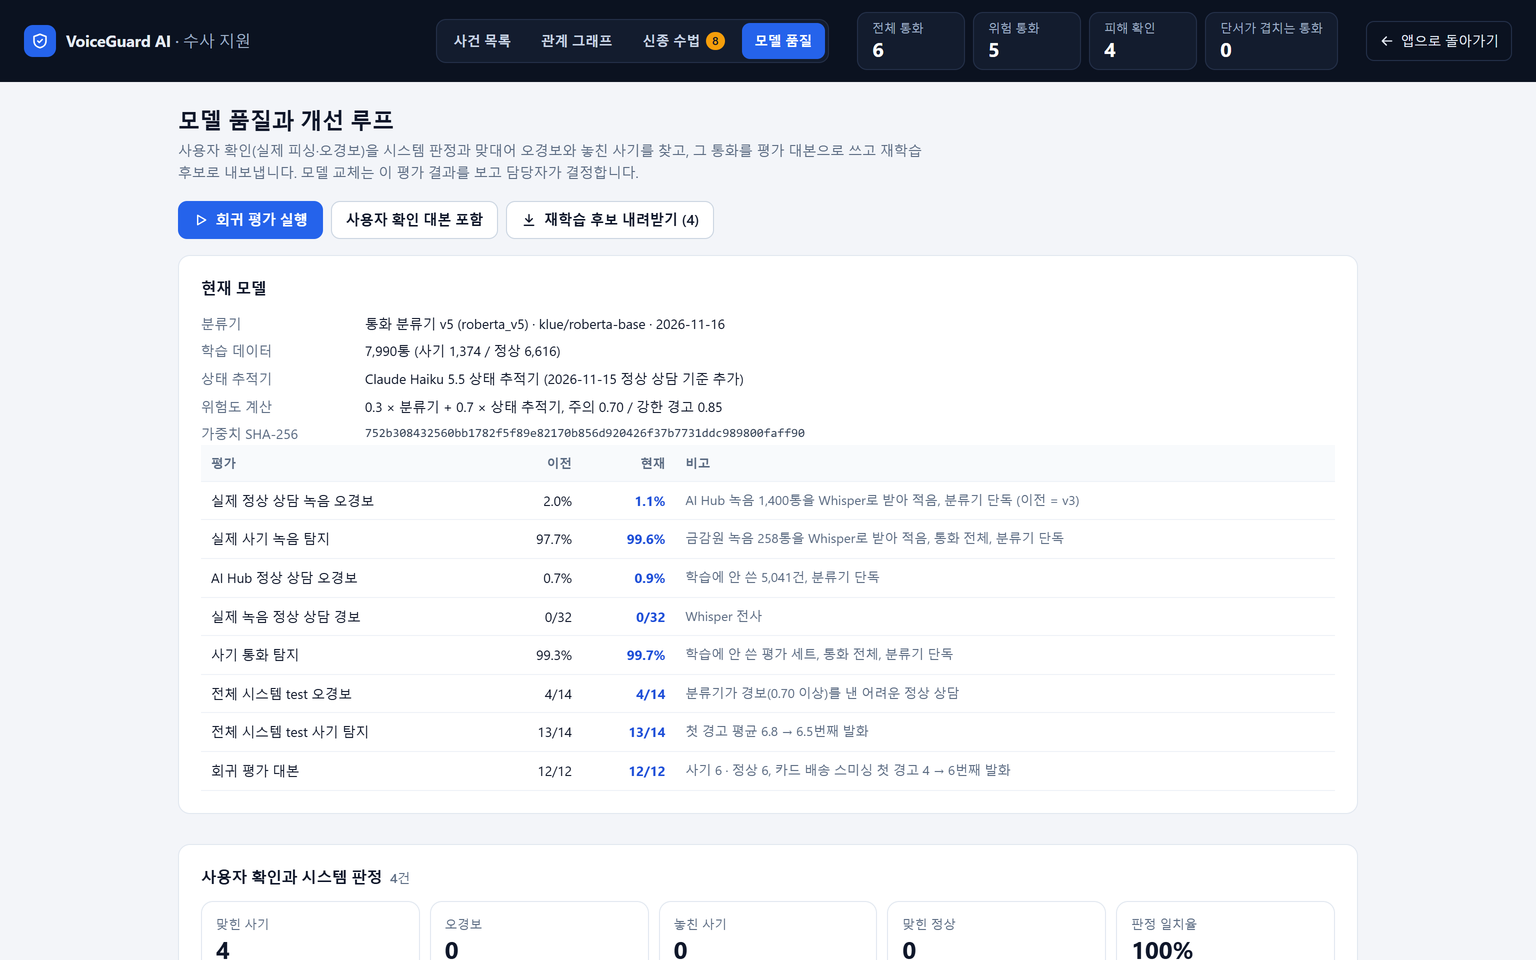 VoiceGuard AI · 수사 지원
사건 목록
관계 그래프
신종 수법 8
모델 품질
전체 통화
6
위험 통화
5
피해 확인
4
단서가 겹치는 통화
0
← 앱으로 돌아가기
모델 품질과 개선 루프
사용자 확인(실제 피싱·오경보)을 시스템 판정과 맞대어 오경보와 놓친 사기를 찾고, 그 통화를 평가 대본으로 쓰고 재학습
후보로 내보냅니다. 모델 교체는 이 평가 결과를 보고 담당자가 결정합니다.
회귀 평가 실행
사용자 확인 대본 포함
재학습 후보 내려받기 (4)
현재 모델
분류기 통화 분류기 v5 (roberta_v5) · klue/roberta-base · 2026-11-16
학습 데이터 7,990통 (사기 1,374 / 정상 6,616)
상태 추적기 Claude Haiku 5.5 상태 추적기 (2026-11-15 정상 상담 기준 추가)
위험도 계산 0.3 × 분류기 + 0.7 × 상태 추적기, 주의 0.70 / 강한 경고 0.85
가중치 SHA-256 752b308432560bb1782f5f89e82170b856d920426f37b7731ddc989800faff90
평가 이전 현재 비고
실제 정상 상담 녹음 오경보 2.0% 1.1% AI Hub 녹음 1,400통을 Whisper로 받아 적음, 분류기 단독 (이전 = v3)
실제 사기 녹음 탐지 97.7% 99.6% 금감원 녹음 258통을 Whisper로 받아 적음, 통화 전체, 분류기 단독
AI Hub 정상 상담 오경보 0.7% 0.9% 학습에 안 쓴 5,041건, 분류기 단독
실제 녹음 정상 상담 경보 0/32 0/32 Whisper 전사
사기 통화 탐지 99.3% 99.7% 학습에 안 쓴 평가 세트, 통화 전체, 분류기 단독
전체 시스템 test 오경보 4/14 4/14 분류기가 경보(0.70 이상)를 낸 어려운 정상 상담
전체 시스템 test 사기 탐지 13/14 13/14 첫 경고 평균 6.8 → 6.5번째 발화
회귀 평가 대본 12/12 12/12 사기 6 · 정상 6, 카드 배송 스미싱 첫 경고 4 → 6번째 발화
사용자 확인과 시스템 판정 4건
맞힌 사기
4
오경보
0
놓친 사기
0
맞힌 정상
0
판정 일치율
100%